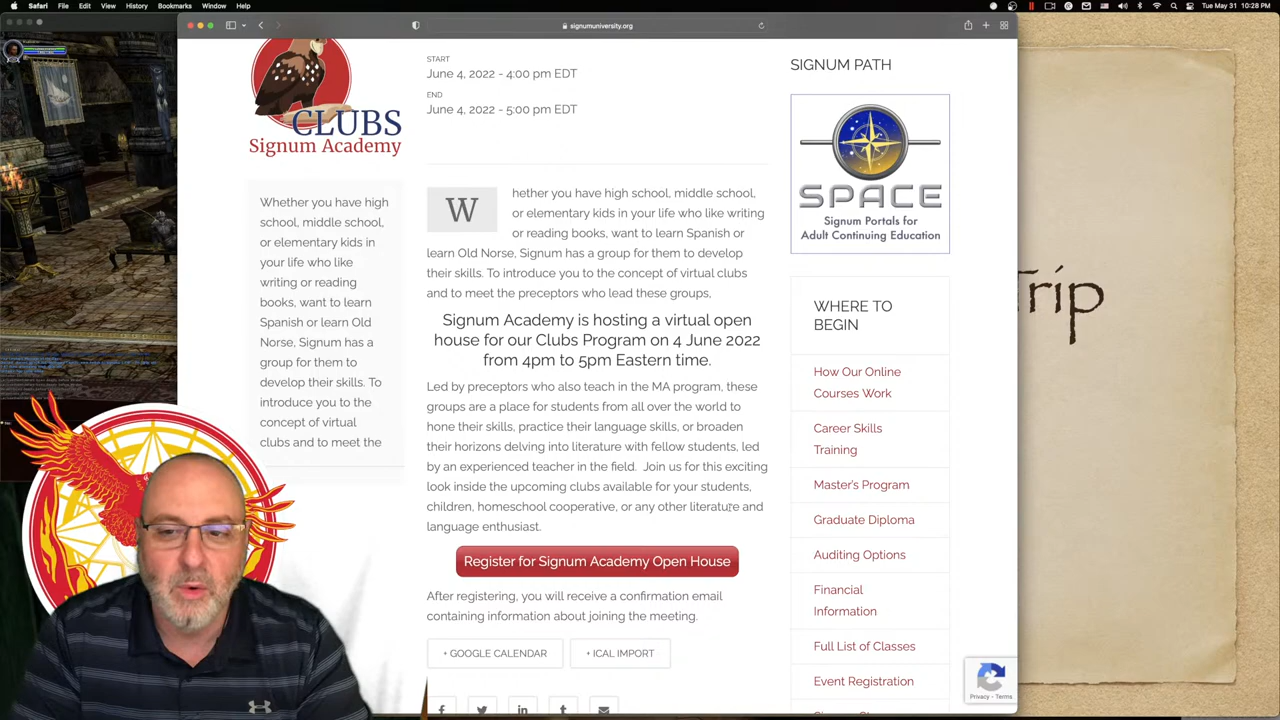 Safari File Edit View History Bookmarks Window Help
Tue May 31 10:28 PM
signumuniversity.org
CLUBS
Signum Academy
Whether you have high
school, middle school,
or elementary kids in
your life who like
writing or reading
books, want to learn
Spanish or learn Old
Norse, Signum has a
group for them to
develop their skills. To
introduce you to the
concept of virtual
clubs and to meet the
START
June 4, 2022 - 4:00 pm EDT
END
June 4, 2022 - 5:00 pm EDT
Whether you have high school, middle school,
or elementary kids in your life who like writing
or reading books, want to learn Spanish or
learn Old Norse, Signum has a group for them to develop
their skills. To introduce you to the concept of virtual clubs
and to meet the preceptors who lead these groups,
Signum Academy is hosting a virtual open
house for our Clubs Program on 4 June 2022
from 4pm to 5pm Eastern time.
Led by preceptors who also teach in the MA program, these
groups are a place for students from all over the world to
hone their skills, practice their language skills, or broaden
their horizons delving into literature with fellow students, led
by an experienced teacher in the field. Join us for this exciting
look inside the upcoming clubs available for your students,
children, homeschool cooperative, or any other literature and
language enthusiast.
Register for Signum Academy Open House
After registering, you will receive a confirmation email
containing information about joining the meeting.
+ GOOGLE CALENDAR + ICAL IMPORT
SIGNUM PATH
SPACE
Signum Portals for
Adult Continuing Education
WHERE TO
BEGIN
How Our Online
Courses Work
Career Skills
Training
Master's Program
Graduate Diploma
Auditing Options
Financial
Information
Full List of Classes
Event Registration
Privacy - Terms
Trip